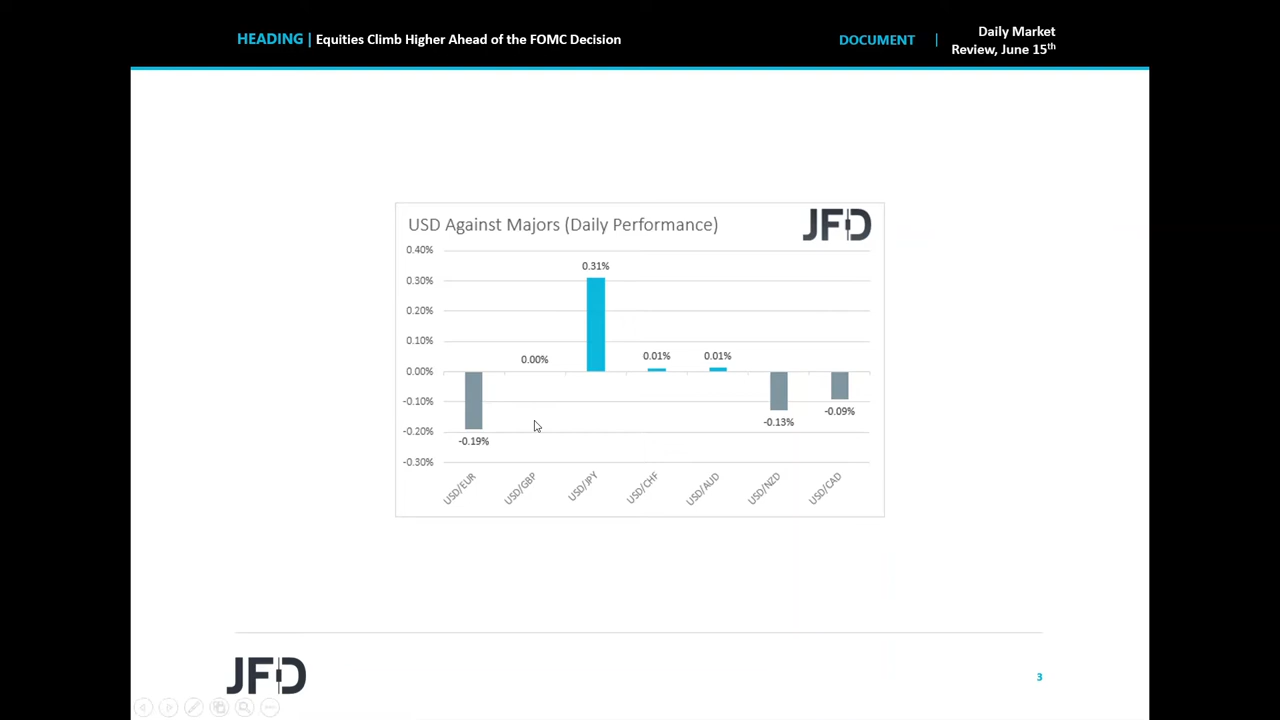 HEADING | Equities Climb Higher Ahead of the FOMC Decision
DOCUMENT | Daily Market
Review, June 15th
USD Against Majors (Daily Performance)
JFD
0.40%
0.30%
0.20%
0.10%
0.00%
-0.10%
-0.20%
-0.30%
-0.19%
0.00%
0.31%
0.01%
0.01%
-0.13%
-0.09%
USD/EUR
USD/GBP
USD/JPY
USD/CHF
USD/AUD
USD/NZD
USD/CAD
JFD
3